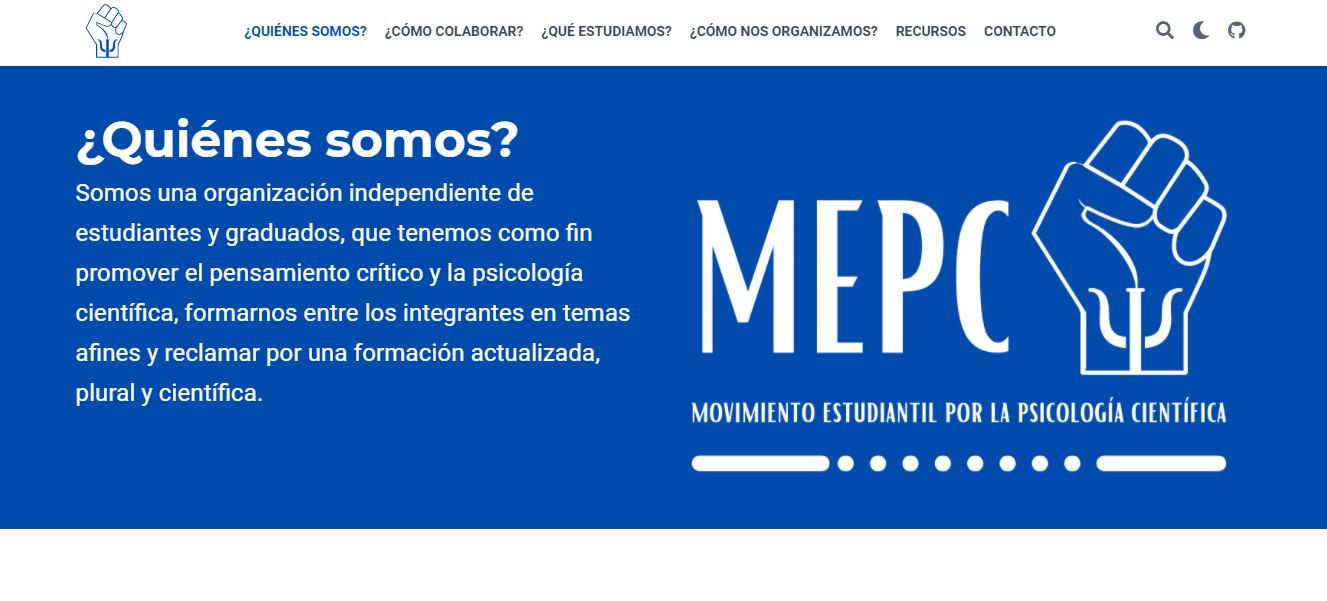 ¿QUIÉNES SOMOS? ¿CÓMO COLABORAR? ¿QUÉ ESTUDIAMOS? ¿CÓMO NOS ORGANIZAMOS? RECURSOS CONTACTO
¿Quiénes somos?
Somos una organización independiente de
estudiantes y graduados, que tenemos como fin
promover el pensamiento crítico y la psicología
científica, formarnos entre los integrantes en temas
afines y reclamar por una formación actualizada,
plural y científica.
MEPC
MOVIMIENTO ESTUDIANTIL POR LA PSICOLOGÍA CIENTÍFICA